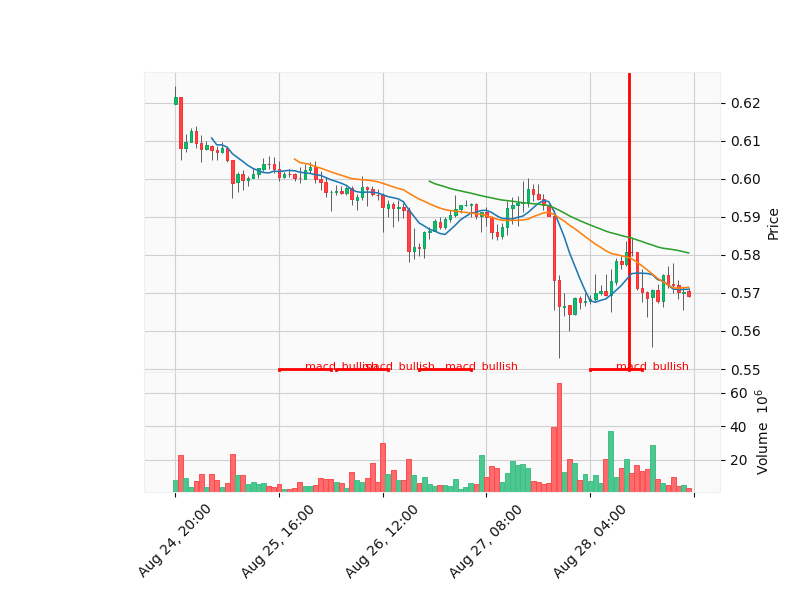 0.62
0.61
0.60
0.59
0.58
0.57
0.56
0.55
Price
macd_bullish
macd_bullish
macd_bullish
macd_bullish
60
40
20
Volume 10^6
Aug 24, 20:00
Aug 25, 16:00
Aug 26, 12:00
Aug 27, 08:00
Aug 28, 04:00